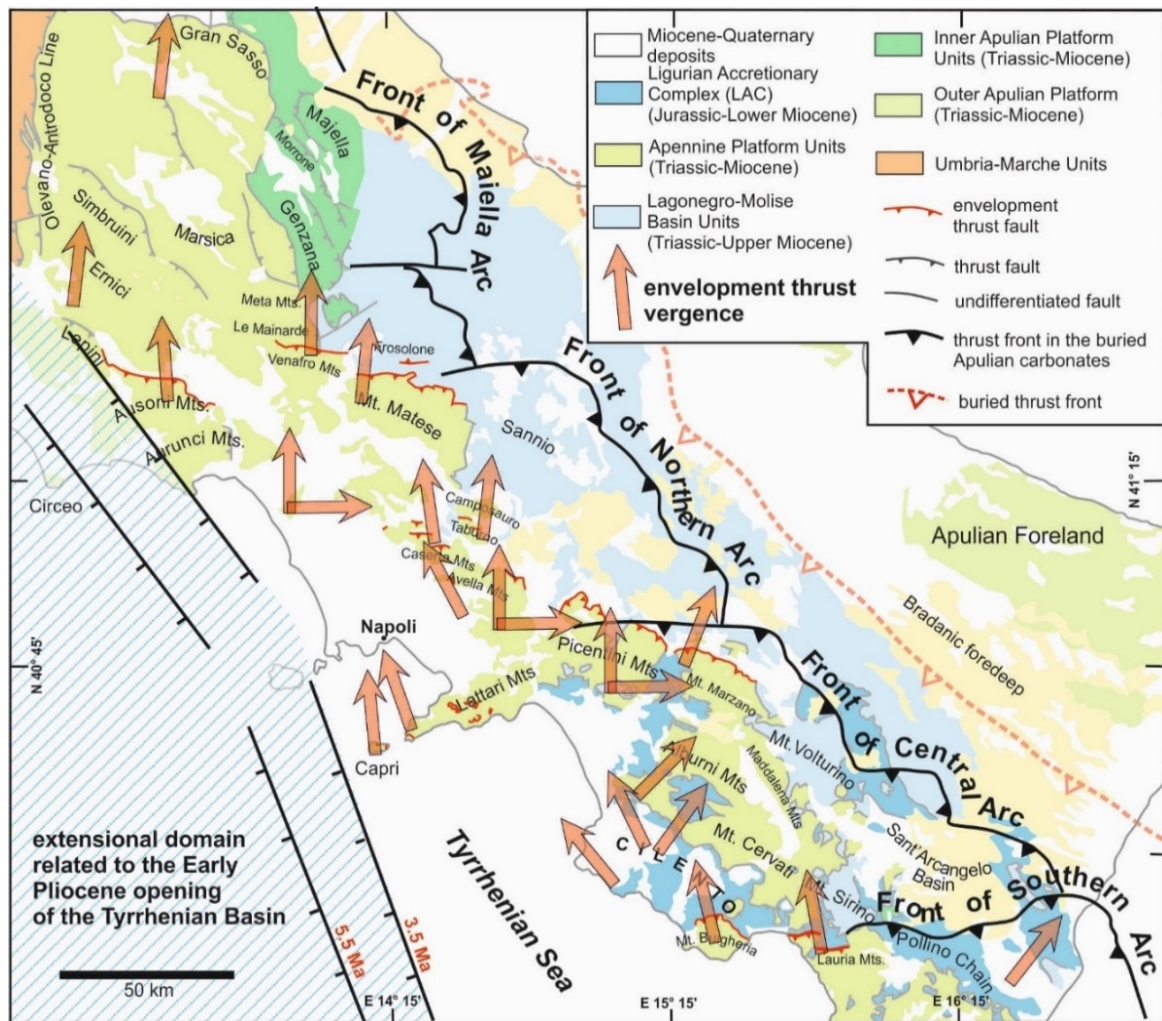 Gran Sasso
Olevano-Antrodoco Line
Majella
Morrone
Genzana
Simbruini
Marsica
Ernici
Meta Mts.
Le Mainarde
Venafro Mts
Frosolone
Lepini
Ausoni Mts.
Aurunci Mts.
Mt. Matese
Sannio
Circeo
Camposauro
Taburno
Caserta Mts
Avella Mts
Napoli
Capri
Lattari Mts
Picentini Mts
Mt. Marzano
Alburni Mts
Maddalena Mts
Mt. Volturino
Mt. Cervati
CILENTO
Mt. Sirino
Mt. Bulgheria
Lauria Mts.
Pollino Chain
Sant'Arcangelo
Basin
Apulian Foreland
Bradanic foredeep
Tyrrhenian Sea
Front of Maiella Arc
Front of Northern Arc
Front of Central Arc
Front of Southern Arc
Miocene-Quaternary
deposits
Ligurian Accretionary
Complex (LAC)
(Jurassic-Lower Miocene)
Apennine Platform Units
(Triassic-Miocene)
Lagonegro-Molise
Basin Units
(Triassic-Upper Miocene)
envelopment thrust
vergence
Inner Apulian Platform
Units (Triassic-Miocene)
Outer Apulian Platform
(Triassic-Miocene)
Umbria-Marche Units
envelopment
thrust fault
thrust fault
undifferentiated fault
thrust front in the buried
Apulian carbonates
buried thrust front
N 41° 15'
N 40° 45'
extensional domain
related to the Early
Pliocene opening
of the Tyrrhenian Basin
5.5 Ma
3.5 Ma
50 km
E 14° 15'
E 15° 15'
E 16° 15'